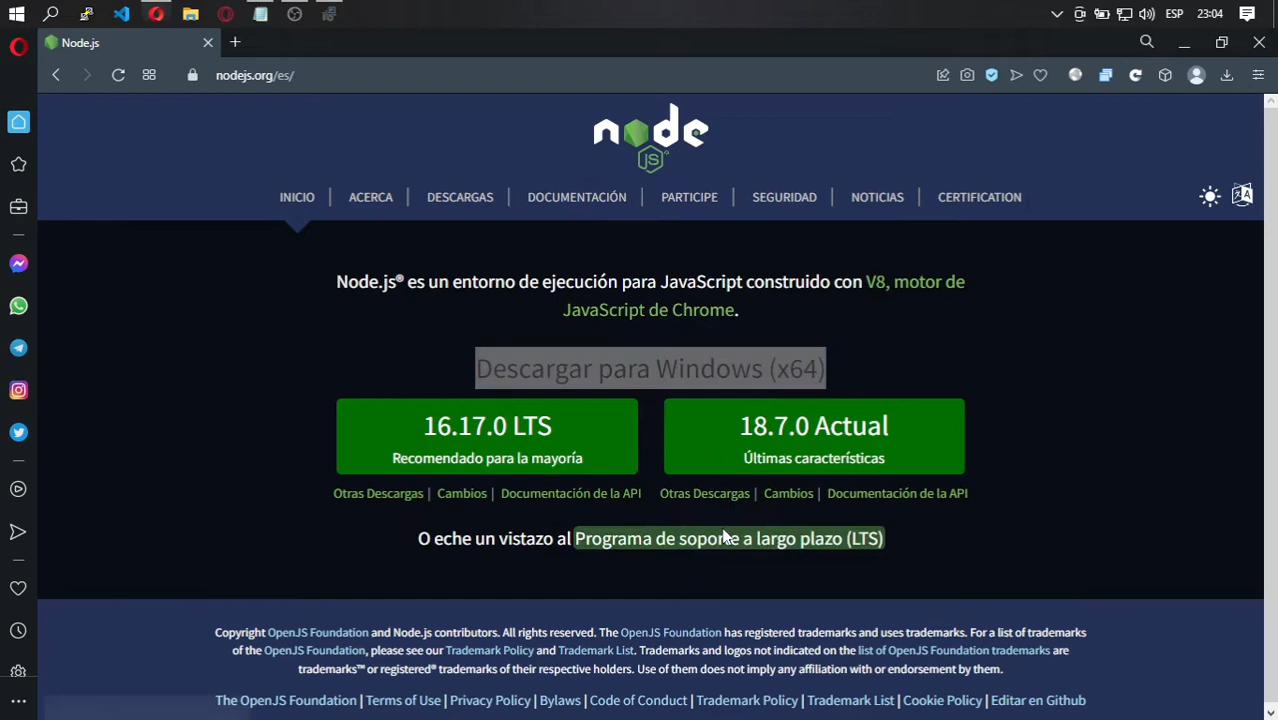 ESP 23:04
Node.js
nodejs.org/es/
node
JS
INICIO | ACERCA | DESCARGAS | DOCUMENTACIÓN | PARTICIPE | SEGURIDAD | NOTICIAS | CERTIFICATION
Node.js® es un entorno de ejecución para JavaScript construido con V8, motor de
JavaScript de Chrome.
Descargar para Windows (x64)
16.17.0 LTS
Recomendado para la mayoría
18.7.0 Actual
Últimas características
Otras Descargas | Cambios | Documentación de la API
Otras Descargas | Cambios | Documentación de la API
O eche un vistazo al Programa de soporte a largo plazo (LTS)
Copyright OpenJS Foundation and Node.js contributors. All rights reserved. The OpenJS Foundation has registered trademarks and uses trademarks. For a list of trademarks
of the OpenJS Foundation, please see our Trademark Policy and Trademark List. Trademarks and logos not indicated on the list of OpenJS Foundation trademarks are
trademarks™ or registered® trademarks of their respective holders. Use of them does not imply any affiliation with or endorsement by them.
The OpenJS Foundation | Terms of Use | Privacy Policy | Bylaws | Code of Conduct | Trademark Policy | Trademark List | Cookie Policy | Editar en Github